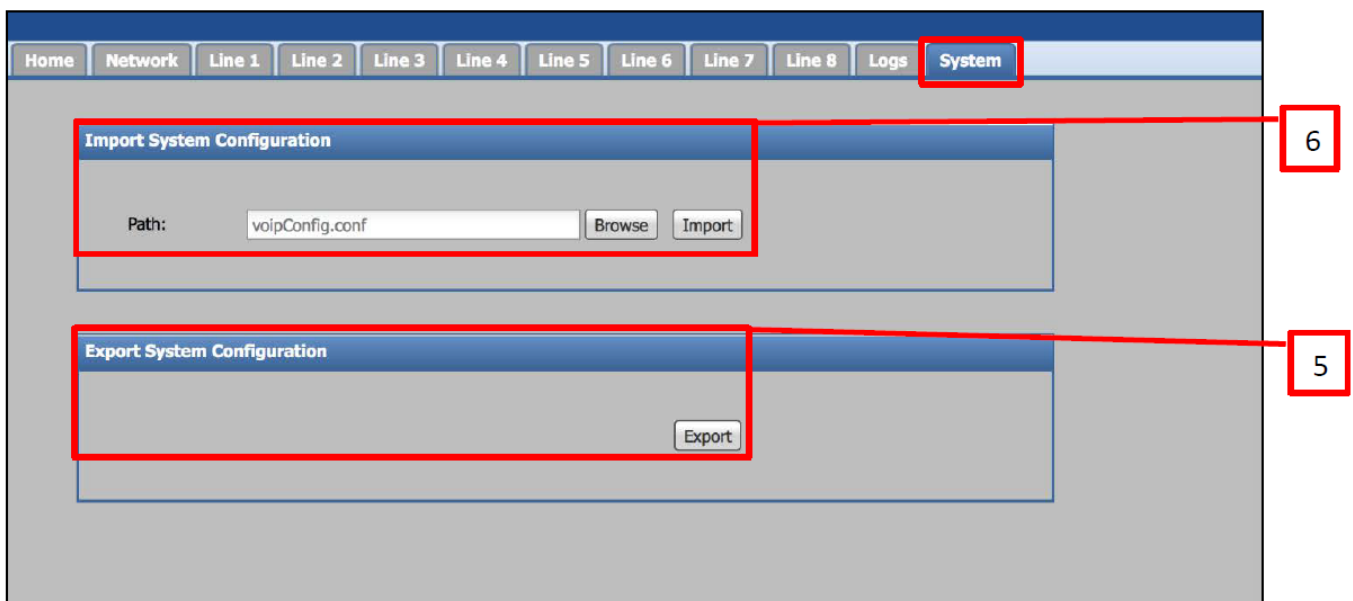 Home Network Line 1 Line 2 Line 3 Line 4 Line 5 Line 6 Line 7 Line 8 Logs System
Import System Configuration
6
Path: voipConfig.conf Browse Import
Export System Configuration
5
Export